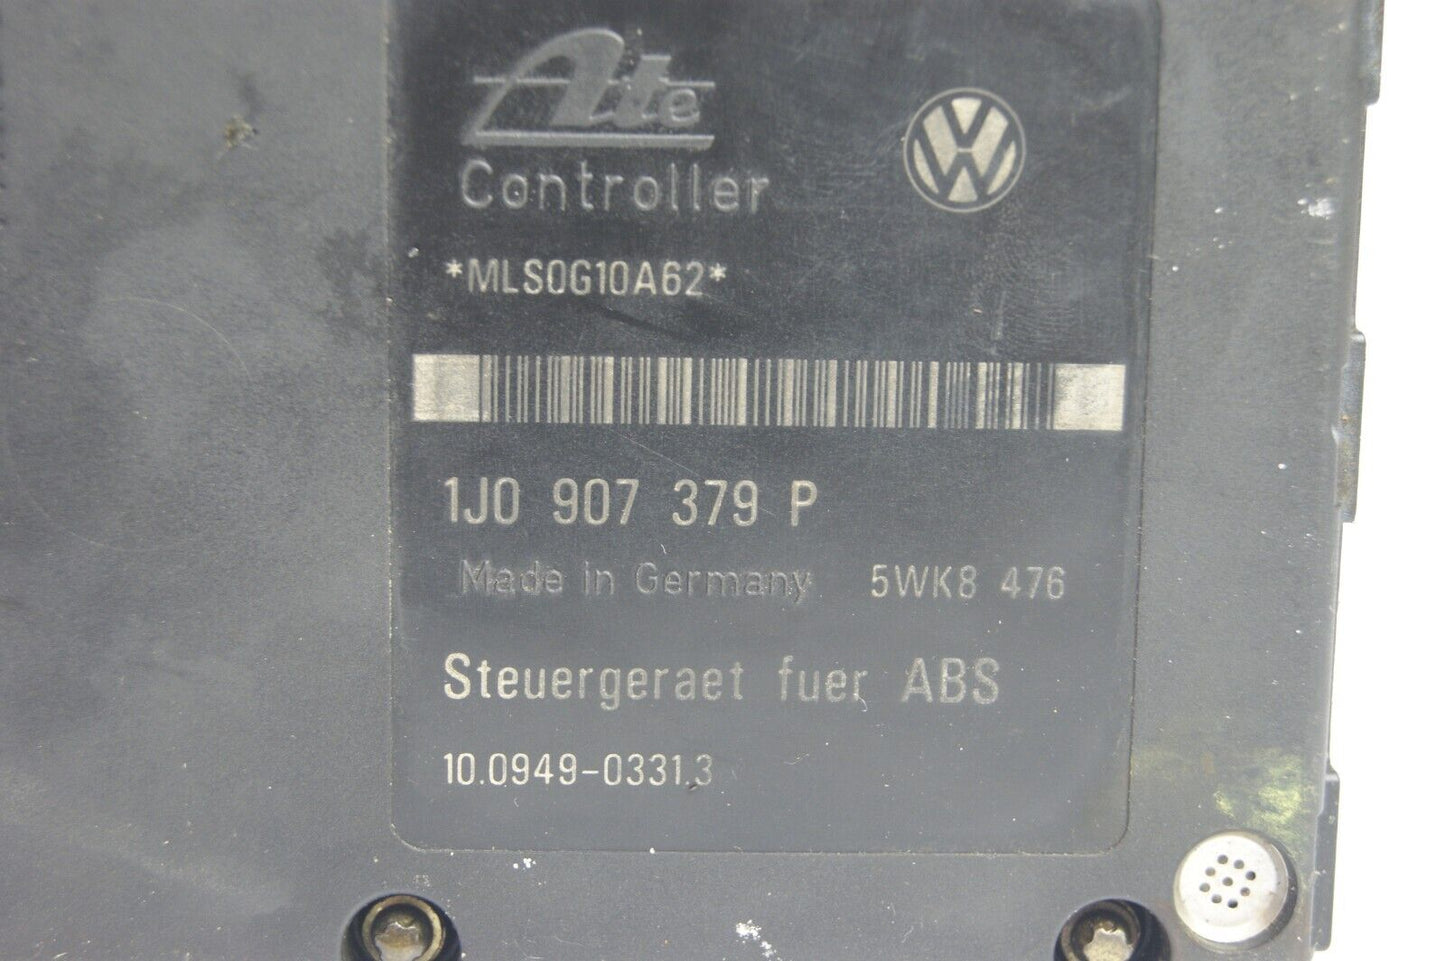 Ate
Controller
*MLS0G10A62*
1J0 907 379 P
Made in Germany 5WK8 476
Steuergeraet fuer ABS
10.0949-0331.3